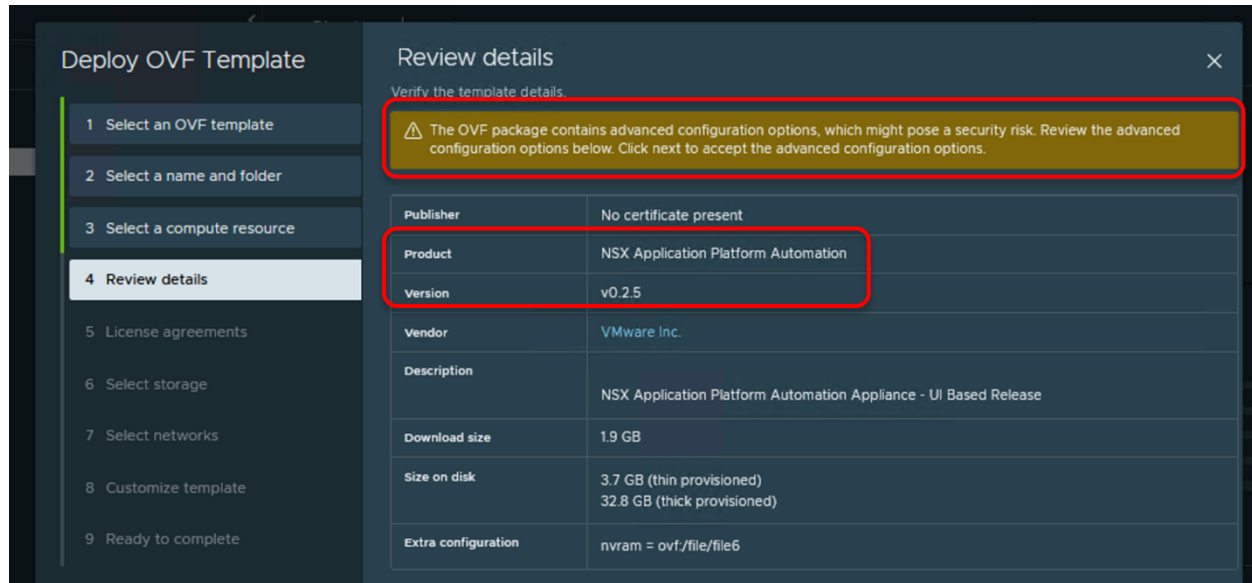 Deploy OVF Template
1 Select an OVF template
2 Select a name and folder
3 Select a compute resource
4 Review details
5 License agreements
6 Select storage
7 Select networks
8 Customize template
9 Ready to complete
Review details
Verify the template details.
The OVF package contains advanced configuration options, which might pose a security risk. Review the advanced
configuration options below. Click next to accept the advanced configuration options.
Publisher No certificate present
Product NSX Application Platform Automation
Version v0.2.5
Vendor VMware Inc.
Description
NSX Application Platform Automation Appliance - UI Based Release
Download size 1.9 GB
Size on disk 3.7 GB (thin provisioned)
32.8 GB (thick provisioned)
Extra configuration nvram = ovf:/file/file6